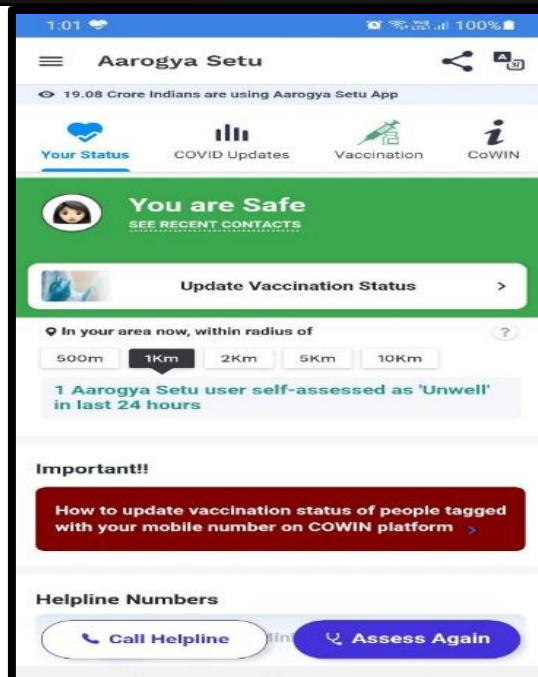 1:01 100%
Aarogya Setu
19.08 Crore Indians are using Aarogya Setu App
Your Status COVID Updates Vaccination CoWIN
You are Safe
SEE RECENT CONTACTS
Update Vaccination Status >
In your area now, within radius of ?
500m 1Km 2Km 5Km 10Km
1 Aarogya Setu user self-assessed as 'Unwell'
in last 24 hours
Important!!
How to update vaccination status of people tagged
with your mobile number on COWIN platform >
Helpline Numbers
Call Helpline Assess Again